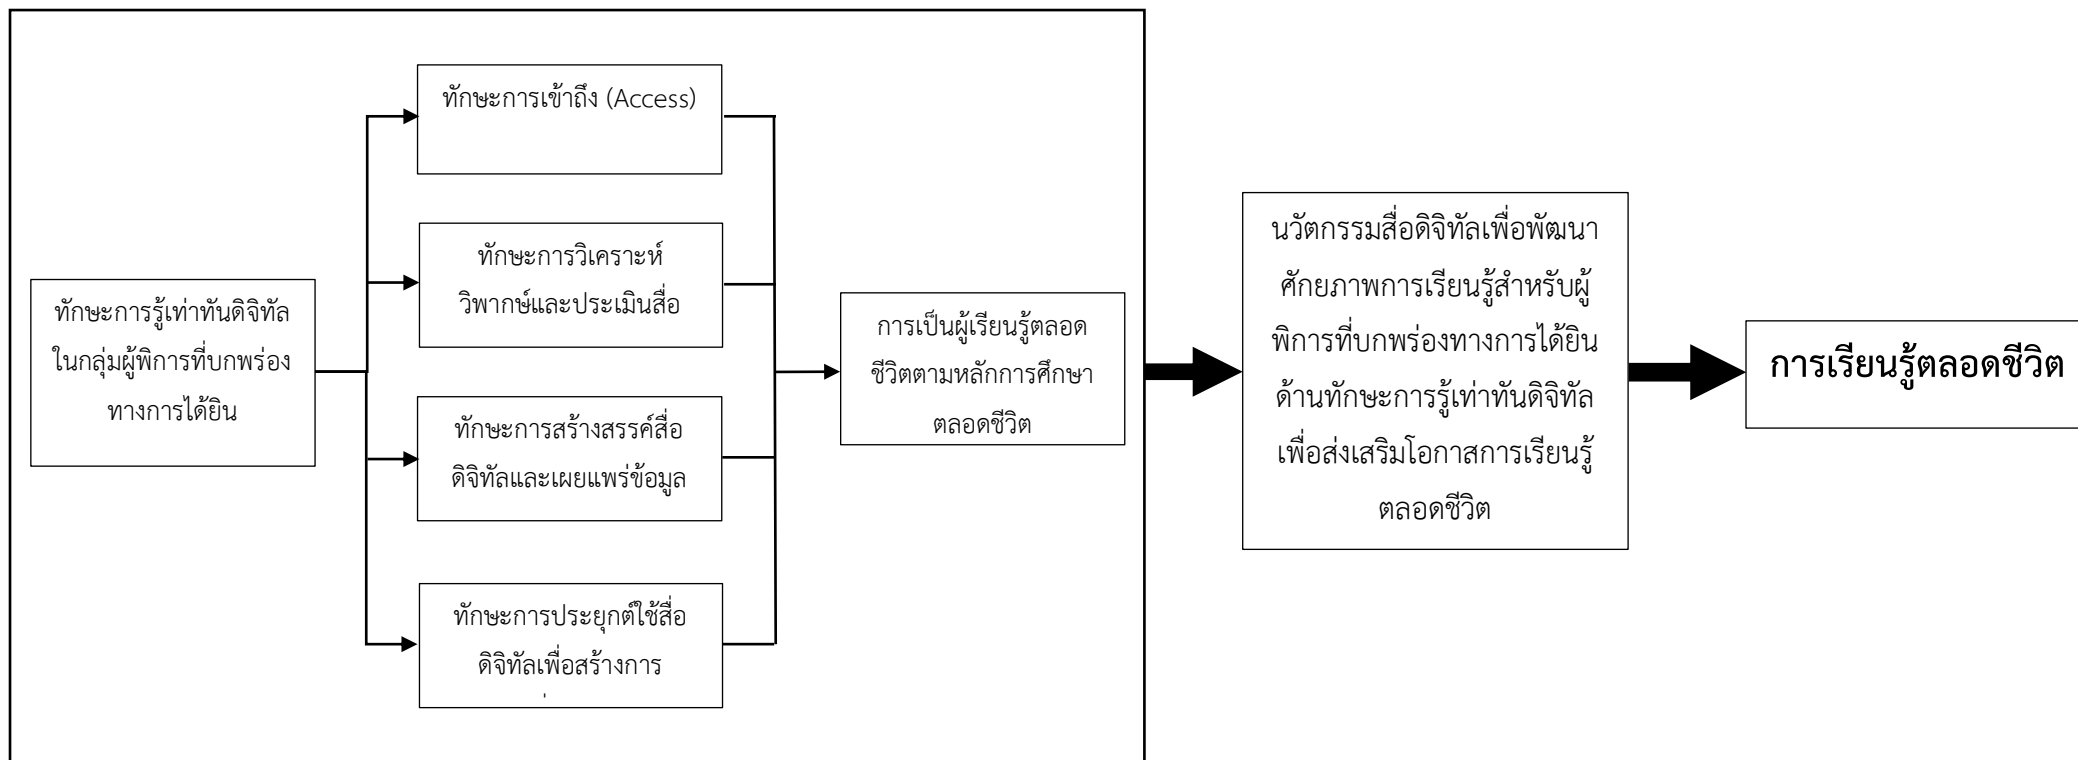 ทักษะการรู้เท่าทันดิจิทัล
ในกลุ่มผู้พิการที่บกพร่อง
ทางการได้ยิน
ทักษะการเข้าถึง (Access)
ทักษะการวิเคราะห์
วิพากษ์และประเมินสื่อ
ทักษะการสร้างสรรค์สื่อ
ดิจิทัลและเผยแพร่ข้อมูล
ทักษะการประยุกต์ใช้สื่อ
ดิจิทัลเพื่อสร้างการ
การเป็นผู้เรียนรู้ตลอด
ชีวิตตามหลักการศึกษา
ตลอดชีวิต
นวัตกรรมสื่อดิจิทัลเพื่อพัฒนา
ศักยภาพการเรียนรู้สำหรับผู้
พิการที่บกพร่องทางการได้ยิน
ด้านทักษะการรู้เท่าทันดิจิทัล
เพื่อส่งเสริมโอกาสการเรียนรู้
ตลอดชีวิต
การเรียนรู้ตลอดชีวิต